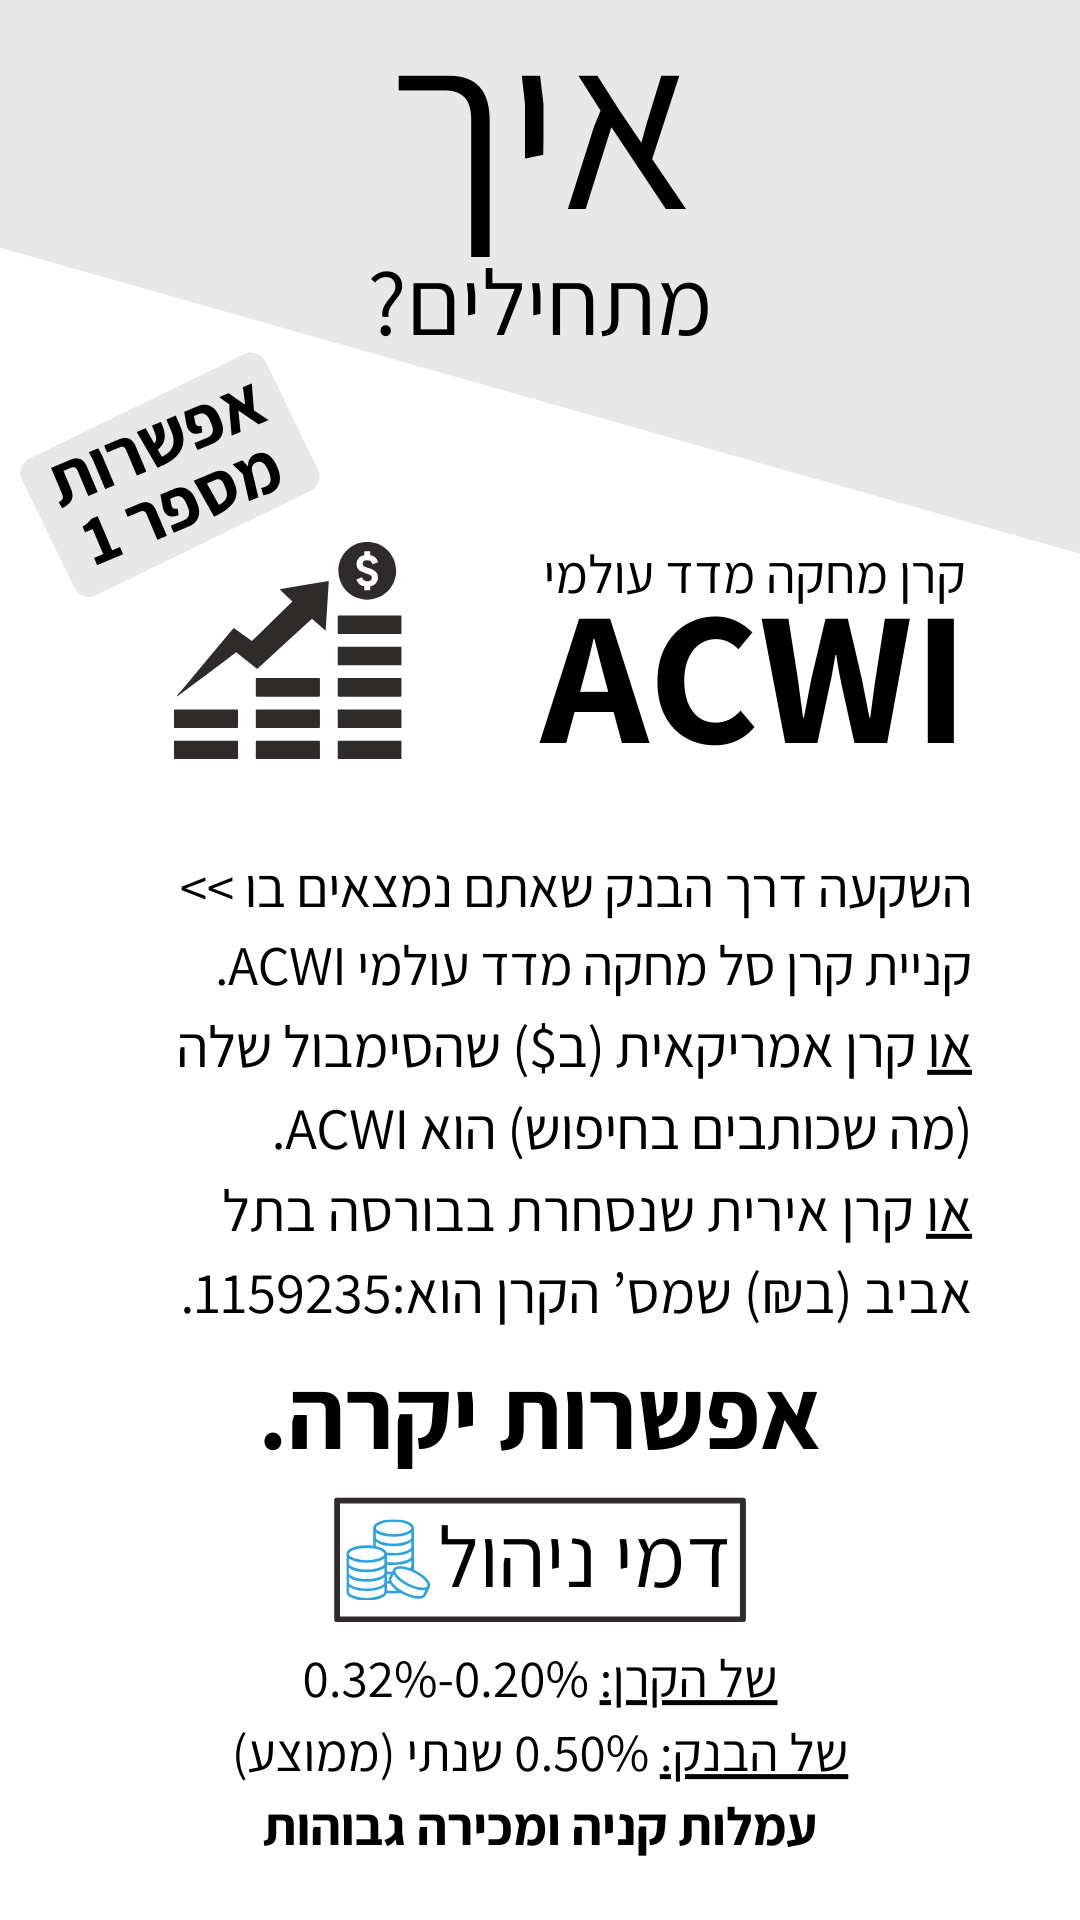 איך
מתחילים?
אפשרות
מספר 1
$
קרן מחקה מדד עולמי
ACWI
השקעה דרך הבנק שאתם נמצאים בו >>
קניית קרן סל מחקה מדד עולמי ACWI.
או קרן אמריקאית (ב$) שהסימבול שלה
(מה שכותבים בחיפוש) הוא ACWI.
או קרן אירית שנסחרת בבורסה בתל
אביב (ב₪) שמס’ הקרן הוא:1159235.
אפשרות יקרה.
דמי ניהול
של הקרן: 0.32%-0.20%
של הבנק: 0.50% שנתי (ממוצע)
עמלות קניה ומכירה גבוהות